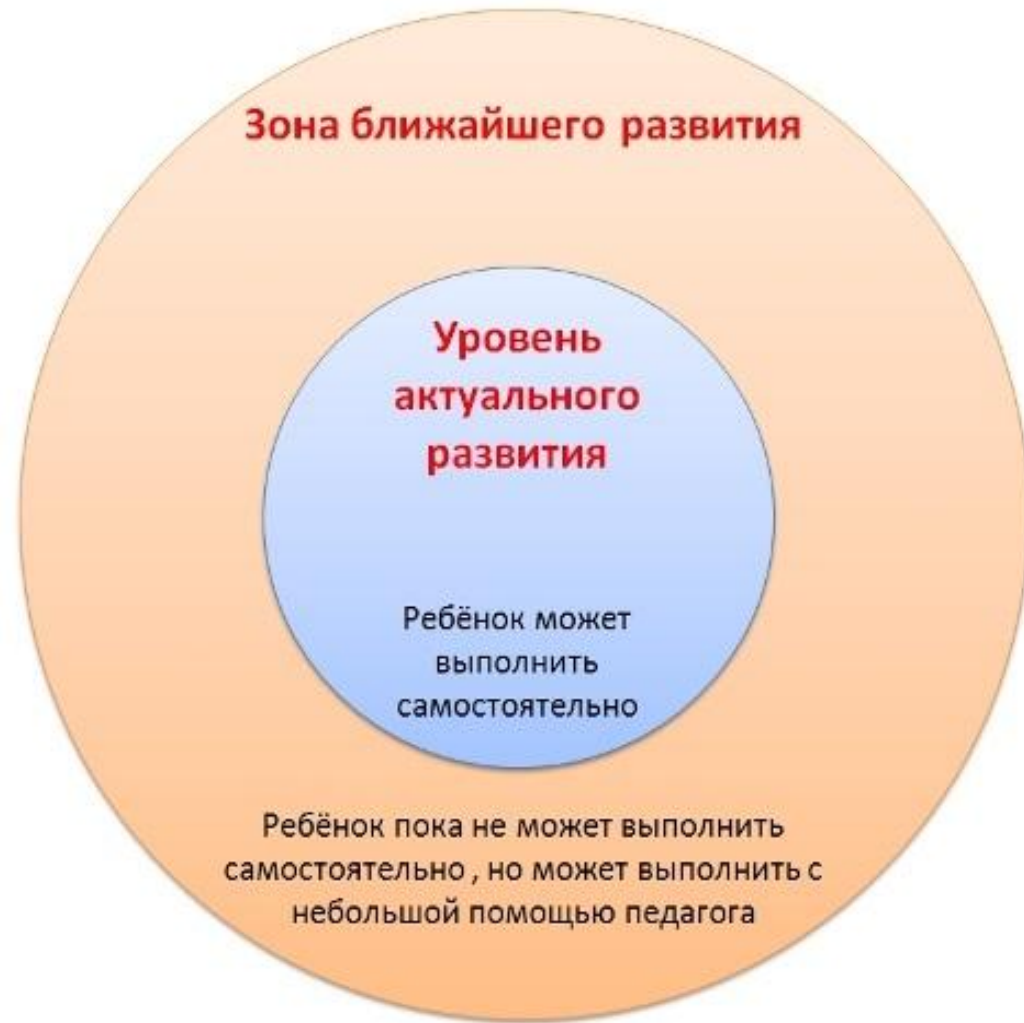 Зона ближайшего развития
Уровень
актуального
развития
Ребёнок может
выполнить
самостоятельно
Ребёнок пока не может выполнить
самостоятельно , но может выполнить с
небольшой помощью педагога